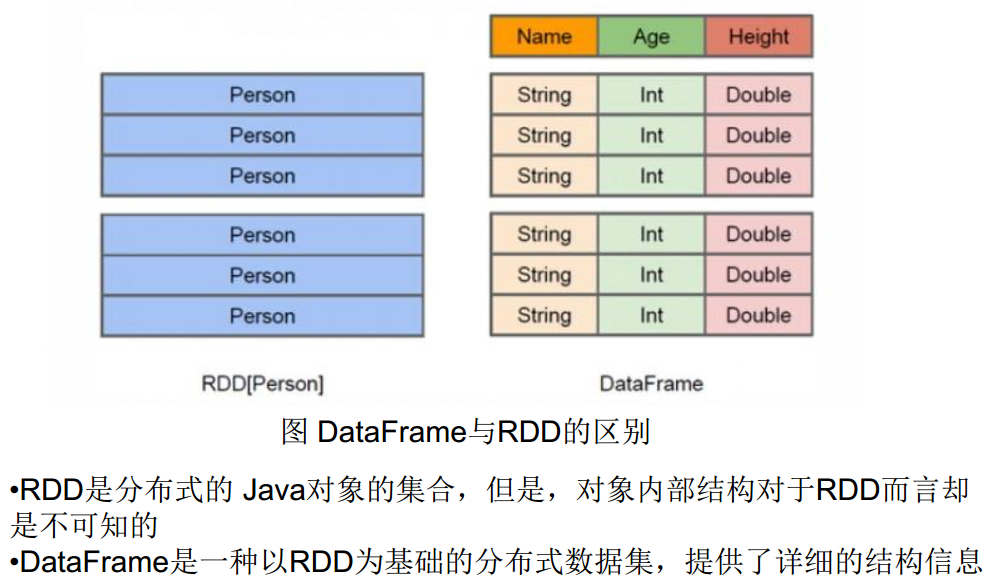 Name Age Height
Person String Int Double
Person String Int Double
Person String Int Double
Person String Int Double
Person String Int Double
Person String Int Double
RDD[Person] DataFrame
图 DataFrame与RDD的区别
•RDD是分布式的 Java对象的集合，但是，对象内部结构对于RDD而言却
是不可知的
•DataFrame是一种以RDD为基础的分布式数据集，提供了详细的结构信息